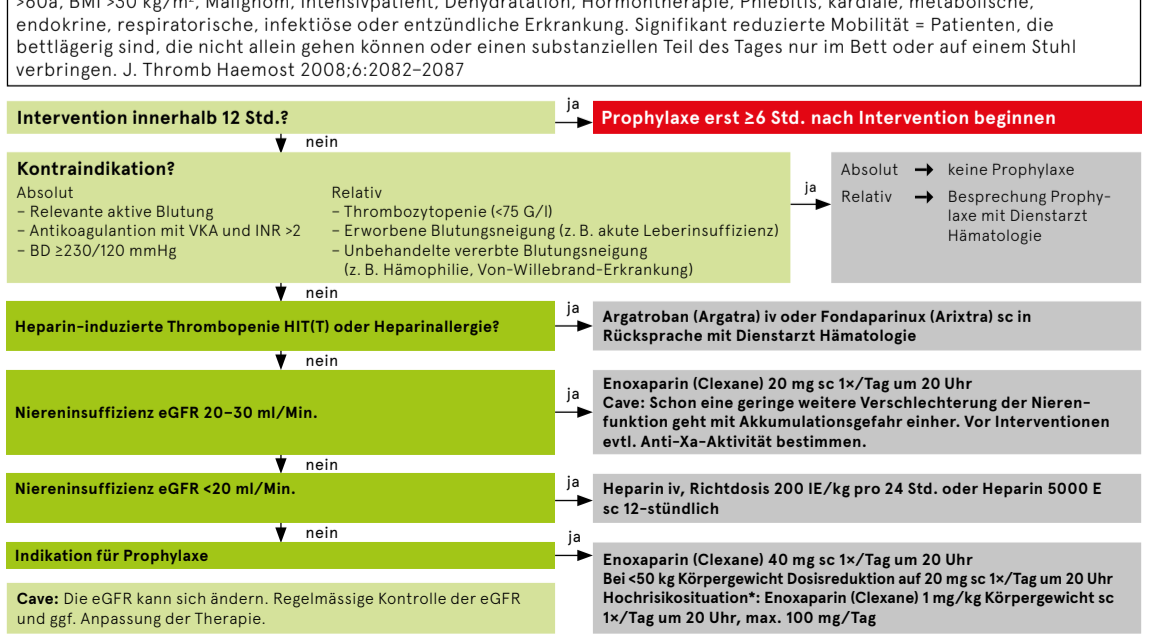 >60a, BMI >30 kg/m², Malignom, Intensivpatient, Dehydratation, Hormontherapie, Phlebitis, kardiale, metabolische,
endokrine, respiratorische, infektiöse oder entzündliche Erkrankung. Signifikant reduzierte Mobilität = Patienten, die
bettlägerig sind, die nicht allein gehen können oder einen substanziellen Teil des Tages nur im Bett oder auf einem Stuhl
verbringen. J. Thromb Haemost 2008;6:2082–2087
Intervention innerhalb 12 Std.?
ja
Prophylaxe erst ≥6 Std. nach Intervention beginnen
nein
Kontraindikation?
Absolut
– Relevante aktive Blutung
– Antikoagulantion mit VKA und INR >2
– BD ≥230/120 mmHg
Relativ
– Thrombozytopenie (<75 G/l)
– Erworbene Blutungsneigung (z. B. akute Leberinsuffizienz)
– Unbehandelte vererbte Blutungsneigung
(z. B. Hämophilie, Von-Willebrand-Erkrankung)
ja
Absolut → keine Prophylaxe
Relativ → Besprechung Prophy-
laxe mit Dienstarzt
Hämatologie
nein
Heparin-induzierte Thrombopenie HIT(T) oder Heparinallergie?
ja
Argatroban (Argatra) iv oder Fondaparinux (Arixtra) sc in
Rücksprache mit Dienstarzt Hämatologie
nein
Niereninsuffizienz eGFR 20–30 ml/Min.
ja
Enoxaparin (Clexane) 20 mg sc 1×/Tag um 20 Uhr
Cave: Schon eine geringe weitere Verschlechterung der Nieren-
funktion geht mit Akkumulationsgefahr einher. Vor Interventionen
evtl. Anti-Xa-Aktivität bestimmen.
nein
Niereninsuffizienz eGFR <20 ml/Min.
ja
Heparin iv, Richtdosis 200 IE/kg pro 24 Std. oder Heparin 5000 E
sc 12-stündlich
nein
Indikation für Prophylaxe
ja
Enoxaparin (Clexane) 40 mg sc 1×/Tag um 20 Uhr
Bei <50 kg Körpergewicht Dosisreduktion auf 20 mg sc 1×/Tag um 20 Uhr
Hochrisikosituation*: Enoxaparin (Clexane) 1 mg/kg Körpergewicht sc
1×/Tag um 20 Uhr, max. 100 mg/Tag
Cave: Die eGFR kann sich ändern. Regelmässige Kontrolle der eGFR
und ggf. Anpassung der Therapie.